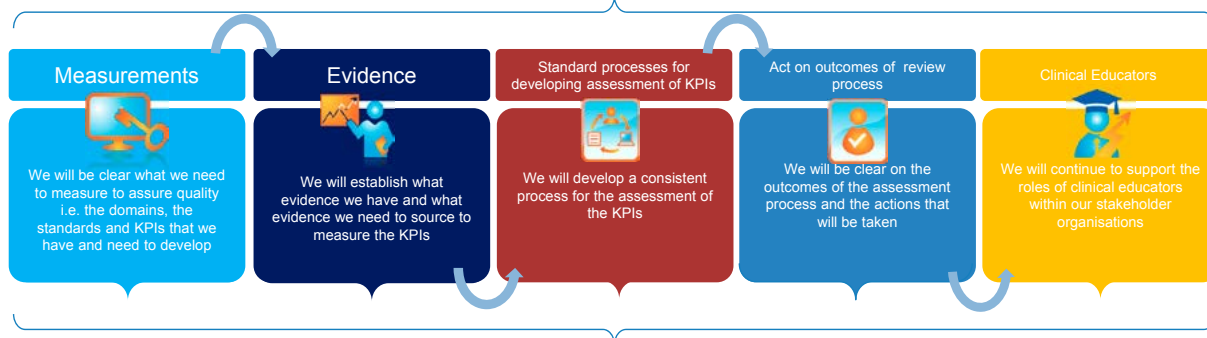 Measurements
We will be clear what we need
to measure to assure quality
i.e. the domains, the
standards and KPIs that we
have and need to develop
Evidence
We will establish what
evidence we have and what
evidence we need to source to
measure the KPIs
Standard processes for
developing assessment of KPIs
We will develop a consistent
process for the assessment of
the KPIs
Act on outcomes of review
process
We will be clear on the
outcomes of the assessment
process and the actions that
will be taken
Clinical Educators
We will continue to support the
roles of clinical educators
within our stakeholder
organisations